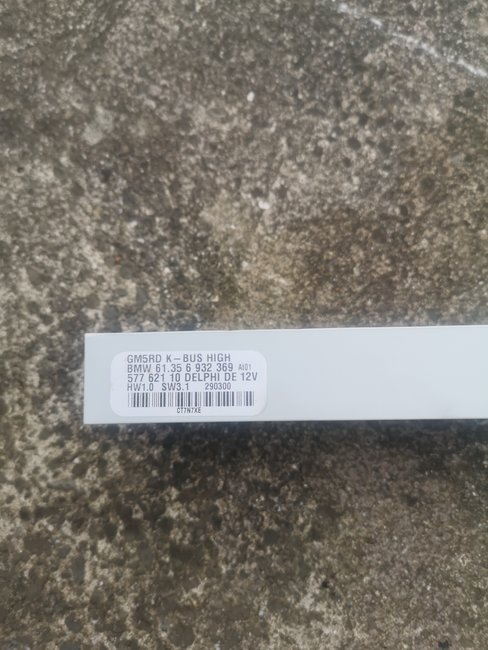 GM5RD K-BUS HIGH
BMW 61.35 6 932 369 AI01
577 621 10 DELPHI DE 12V
HW1.0 SW3.1 290300
CT7N7XE